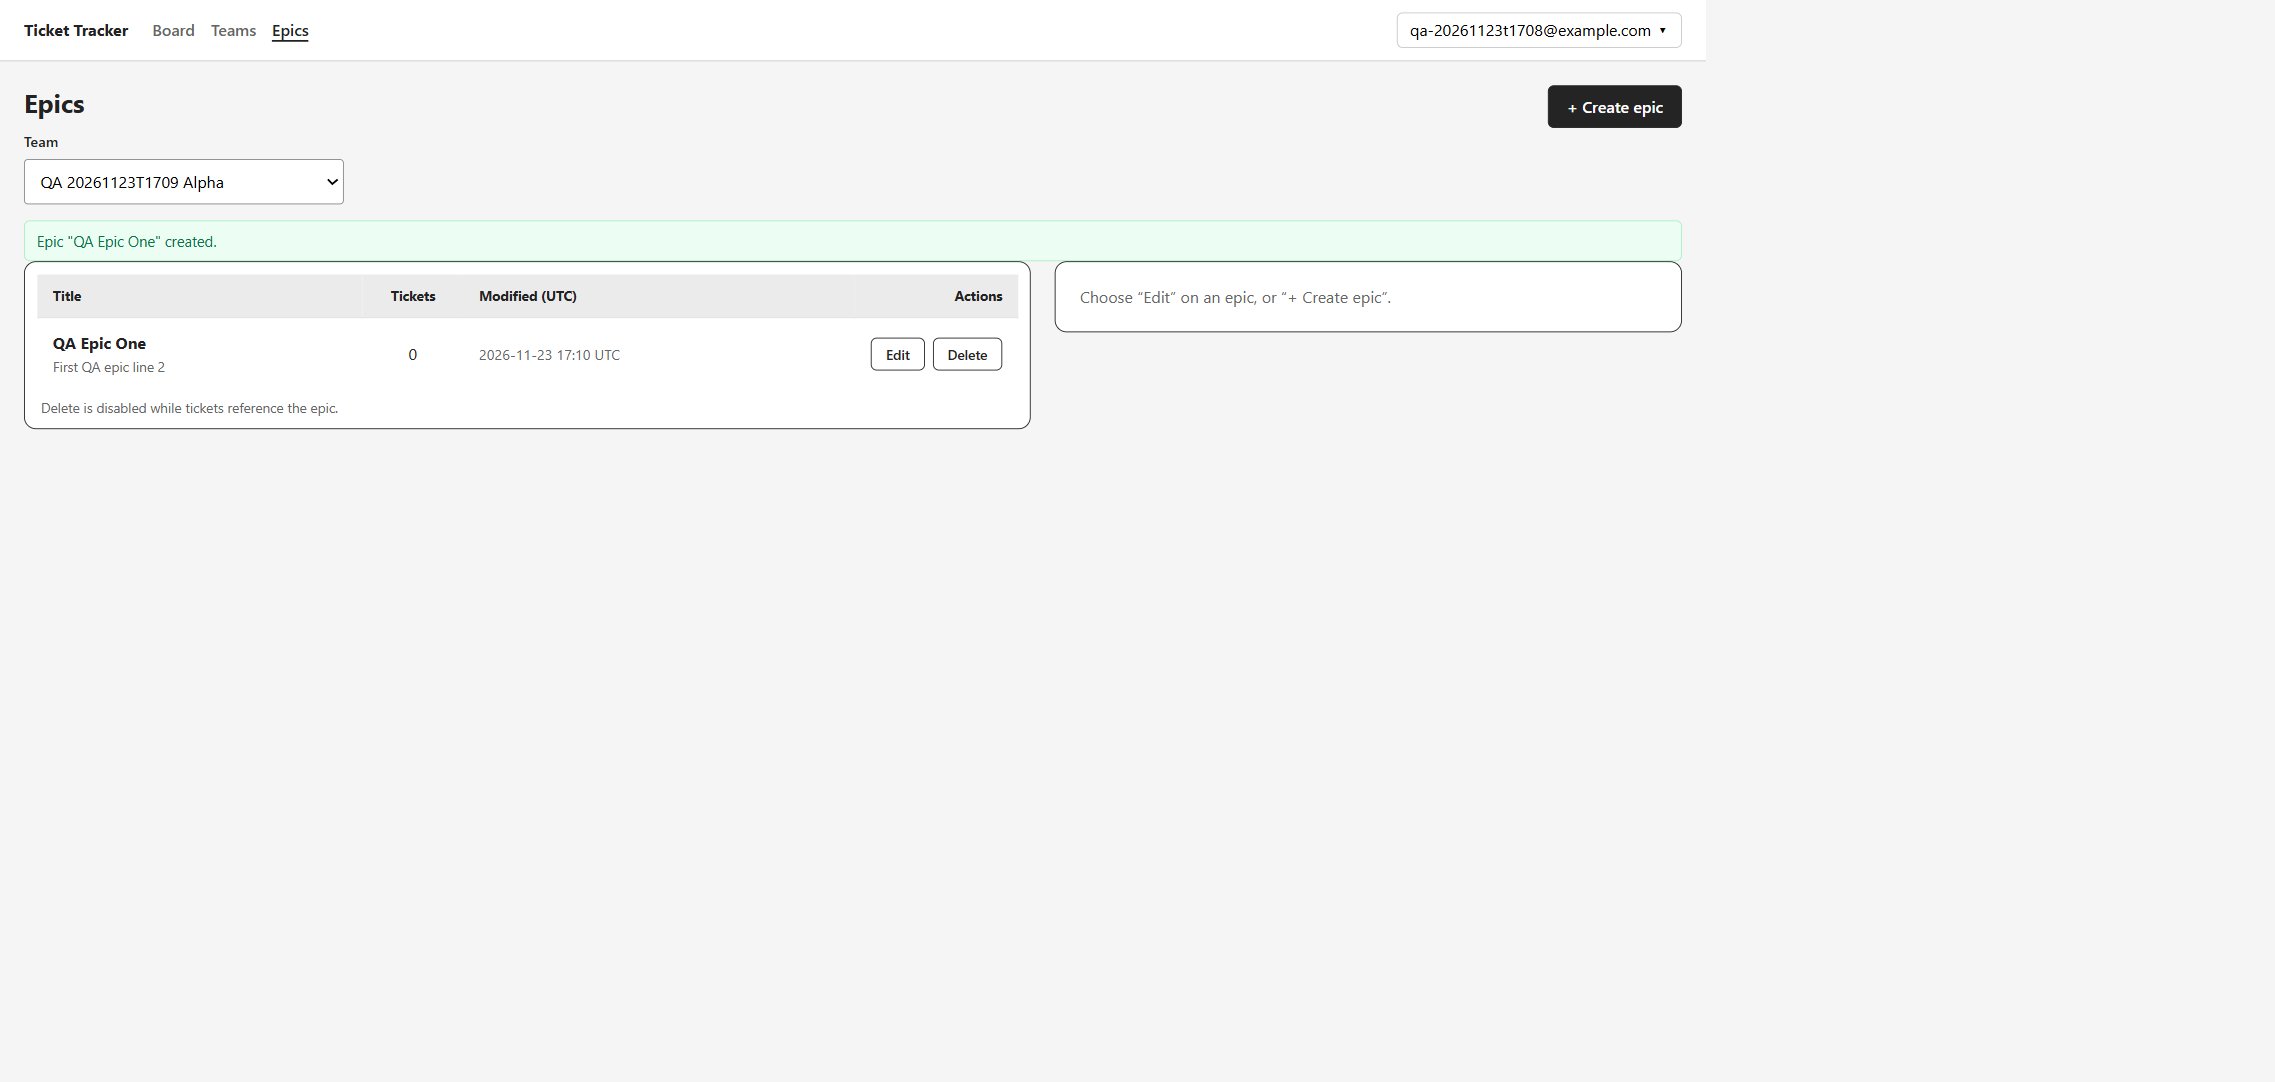 Ticket Tracker Board Teams Epics qa-20261123t1708@example.com ▼
Epics
+ Create epic
Team
QA 20261123T1709 Alpha
Epic "QA Epic One" created.
Title Tickets Modified (UTC) Actions
QA Epic One
First QA epic line 2
0 2026-11-23 17:10 UTC Edit Delete
Delete is disabled while tickets reference the epic.
Choose “Edit” on an epic, or “+ Create epic”.